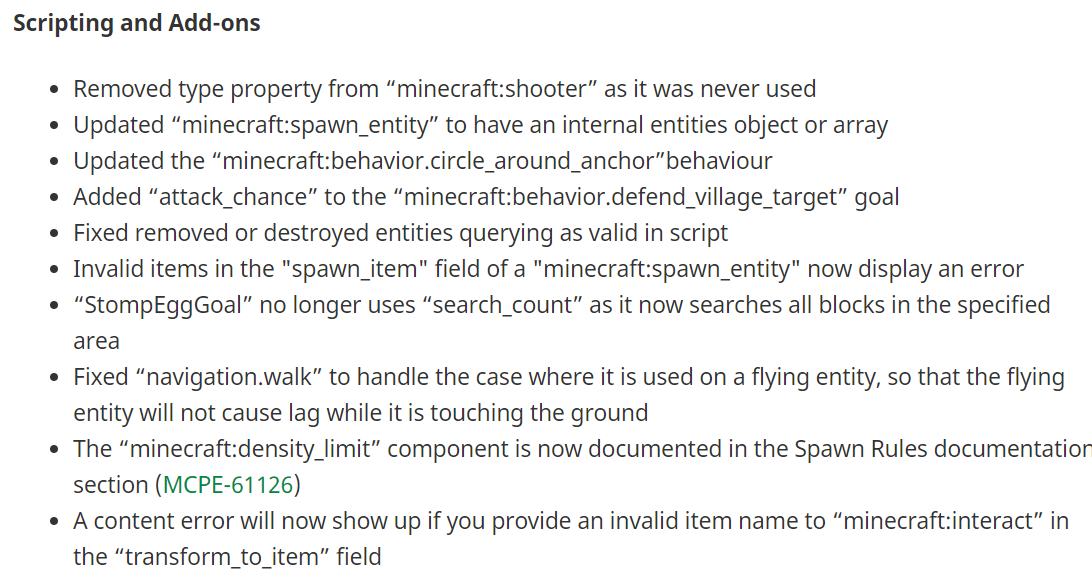 Scripting and Add-ons
• Removed type property from “minecraft:shooter” as it was never used
• Updated “minecraft:spawn_entity” to have an internal entities object or array
• Updated the “minecraft:behavior.circle_around_anchor”behaviour
• Added “attack_chance” to the “minecraft:behavior.defend_village_target” goal
• Fixed removed or destroyed entities querying as valid in script
• Invalid items in the "spawn_item" field of a "minecraft:spawn_entity" now display an error
• “StompEggGoal” no longer uses “search_count” as it now searches all blocks in the specified
area
• Fixed “navigation.walk” to handle the case where it is used on a flying entity, so that the flying
entity will not cause lag while it is touching the ground
• The “minecraft:density_limit” component is now documented in the Spawn Rules documentation
section (MCPE-61126)
• A content error will now show up if you provide an invalid item name to “minecraft:interact” in
the “transform_to_item” field